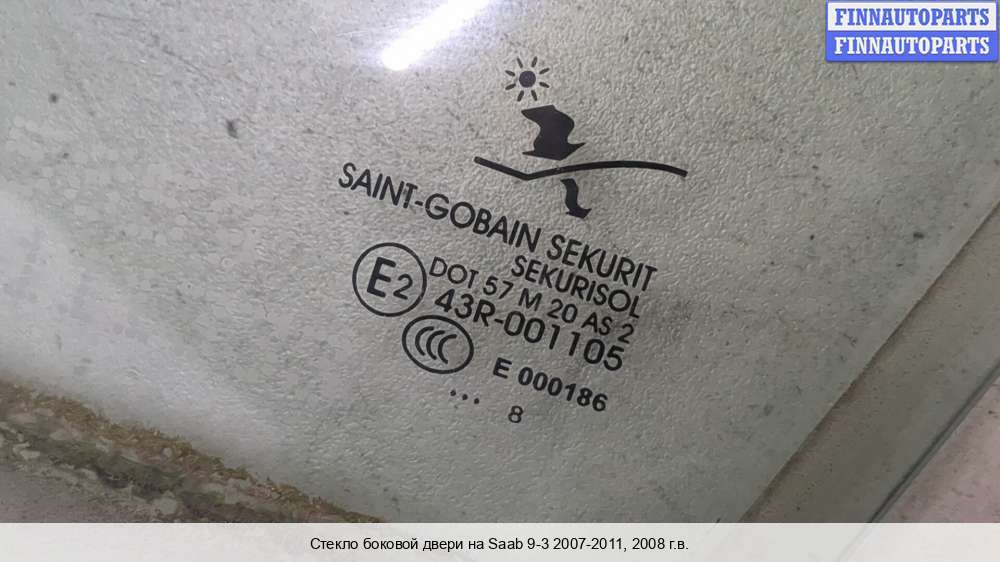 FINNAUTOPARTS
FINNAUTOPARTS
SAINT-GOBAIN SEKURIT
SEKURISOL
E2
DOT 57 M 20 AS 2
43R-001105
CCC
E 000186
... 8
Стекло боковой двери на Saab 9-3 2007-2011, 2008 г.в.